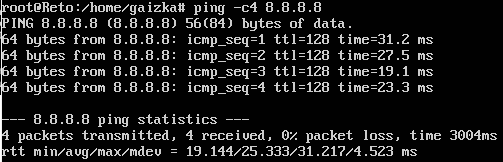 root@Reto:/home/gaizka# ping -c4 8.8.8.8
PING 8.8.8.8 (8.8.8.8) 56(84) bytes of data.
64 bytes from 8.8.8.8: icmp_seq=1 ttl=128 time=31.2 ms
64 bytes from 8.8.8.8: icmp_seq=2 ttl=128 time=27.5 ms
64 bytes from 8.8.8.8: icmp_seq=3 ttl=128 time=19.1 ms
64 bytes from 8.8.8.8: icmp_seq=4 ttl=128 time=23.3 ms
--- 8.8.8.8 ping statistics ---
4 packets transmitted, 4 received, 0% packet loss, time 3004ms
rtt min/avg/max/mdev = 19.144/25.333/31.217/4.523 ms